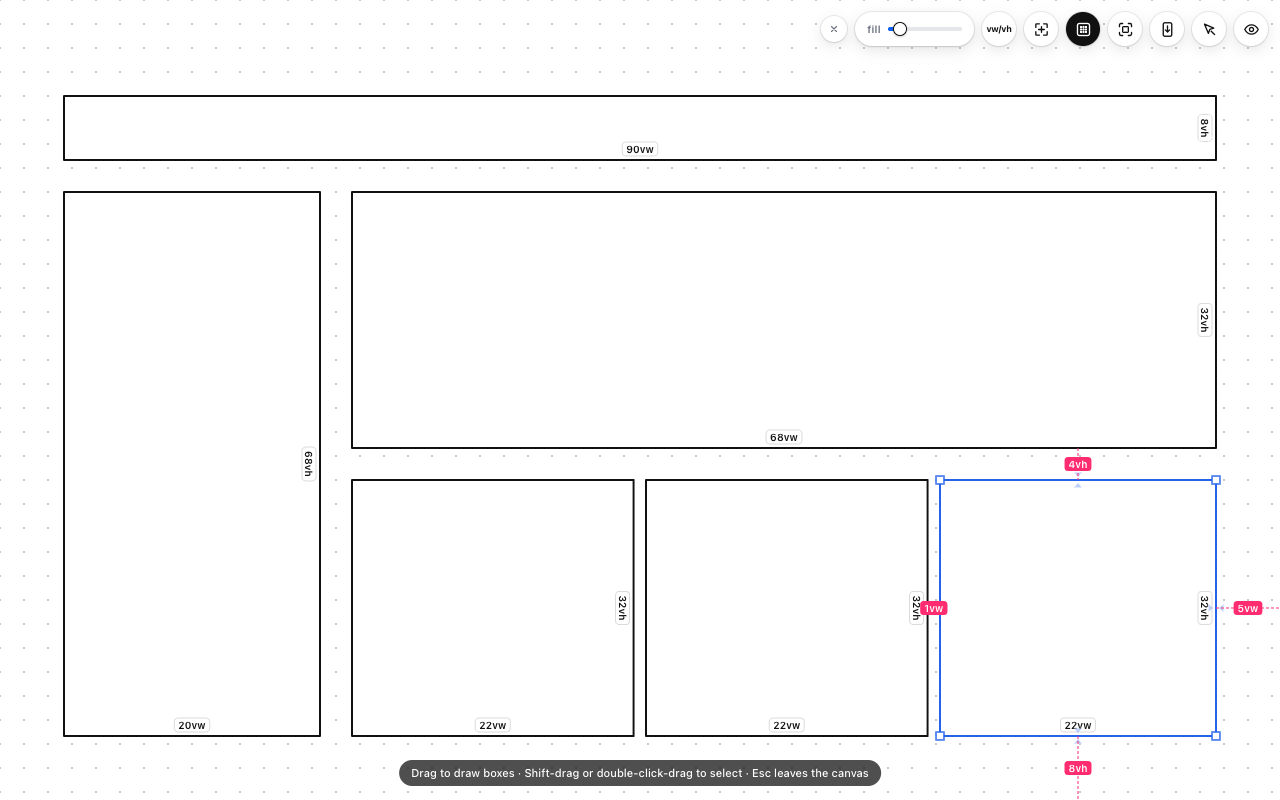 fill
vw/vh
90vw
8vh
68vh
20vw
32vh
68vw
4vh
32vh
22vw
32vh
22vw
1vw
32vh
22vw
5vw
8vh
Drag to draw boxes · Shift-drag or double-click-drag to select · Esc leaves the canvas